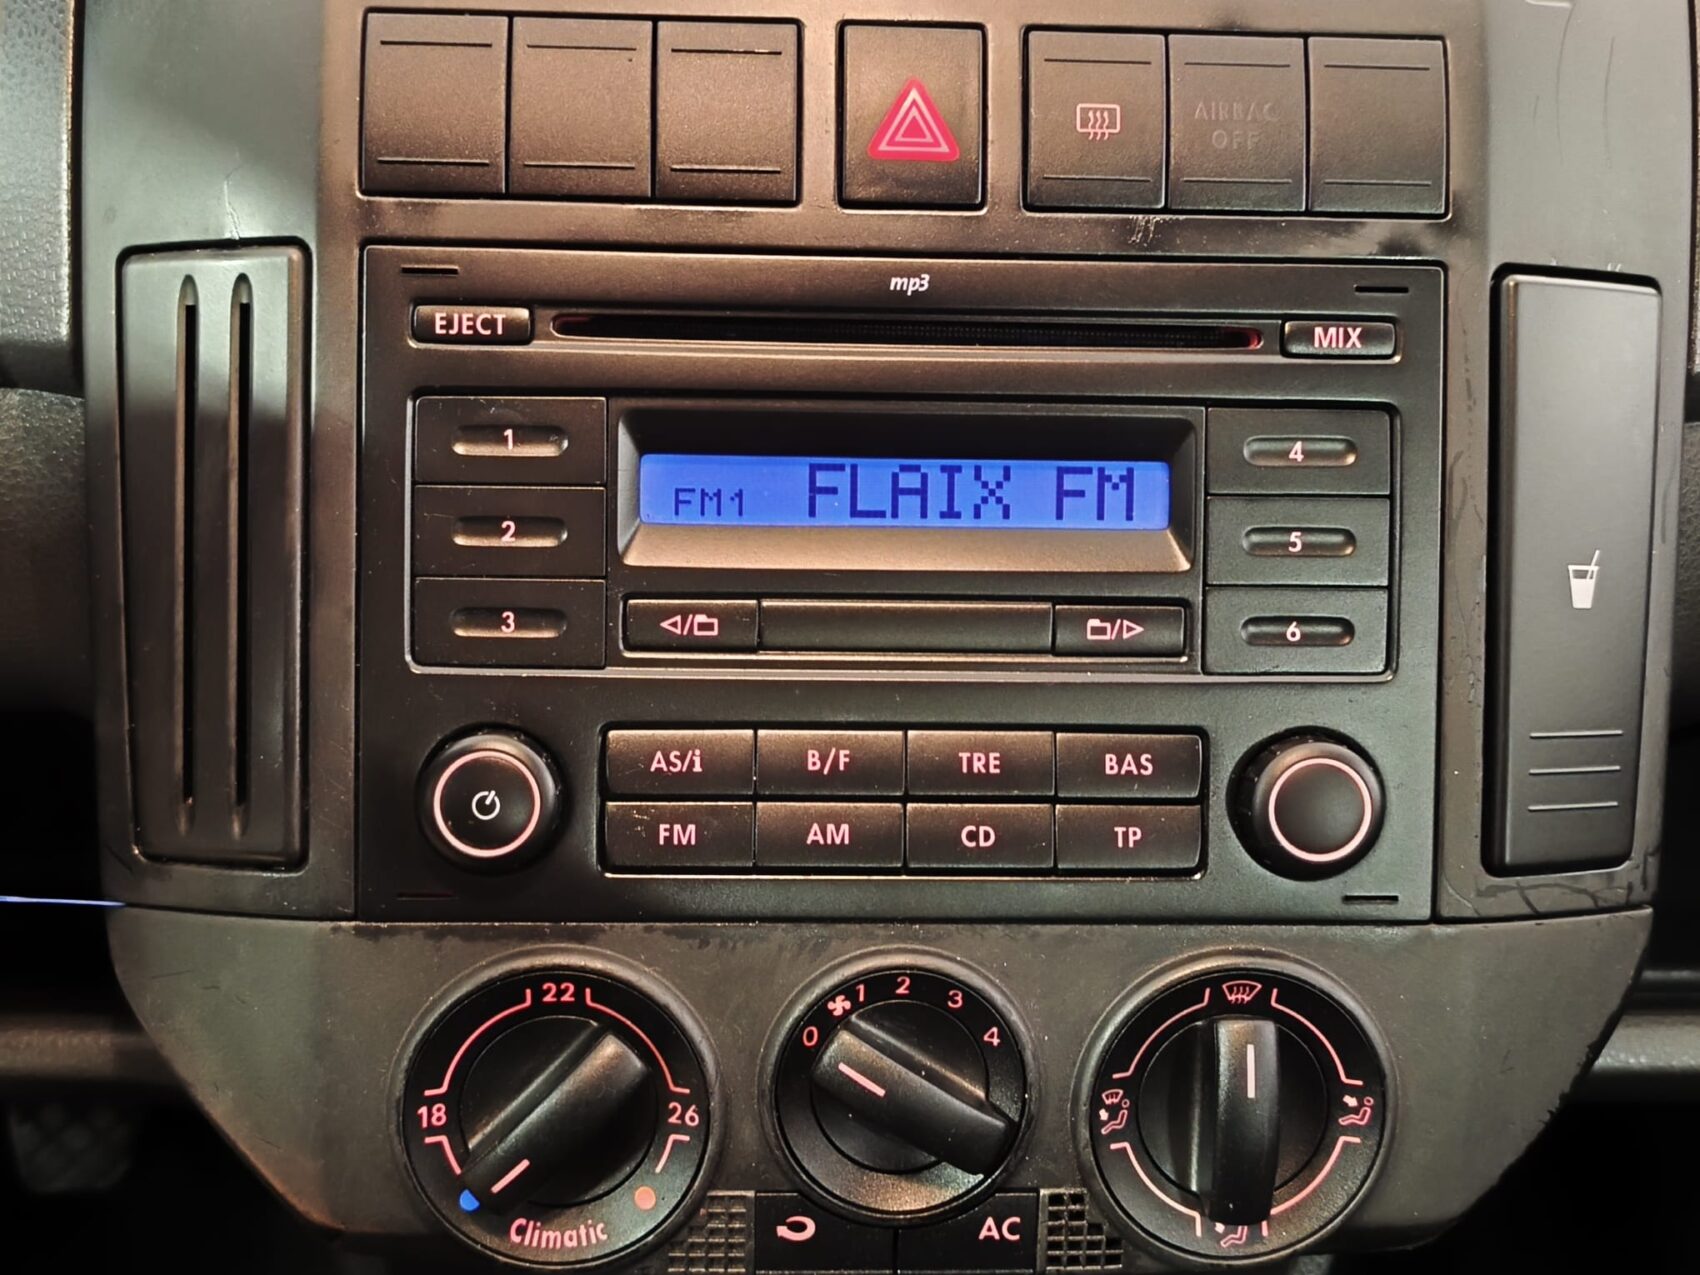 AIRBAG
OFF
mp3
EJECT
MIX
1
4
FM1 FLAIX FM
2
5
3
6
AS/i
B/F
TRE
BAS
FM
AM
CD
TP
22
18
26
Climatic
0
1
2
3
4
AC